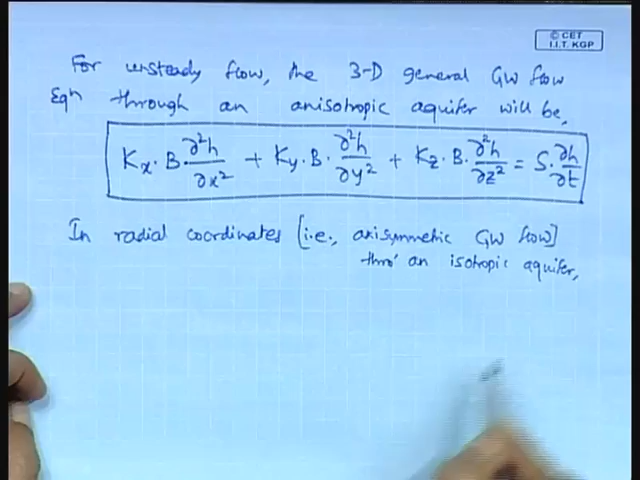 © CET
I.I.T. KGP
For unsteady flow, the 3-D general GW flow
Eqn through an anisotropic aquifer will be,
Kx · B · ∂²h/∂x² + Ky · B · ∂²h/∂y² + Kz · B · ∂²h/∂z² = S · ∂h/∂t
In radial coordinates [i.e., axisymmetric GW flow]
thro' an isotropic aquifer,